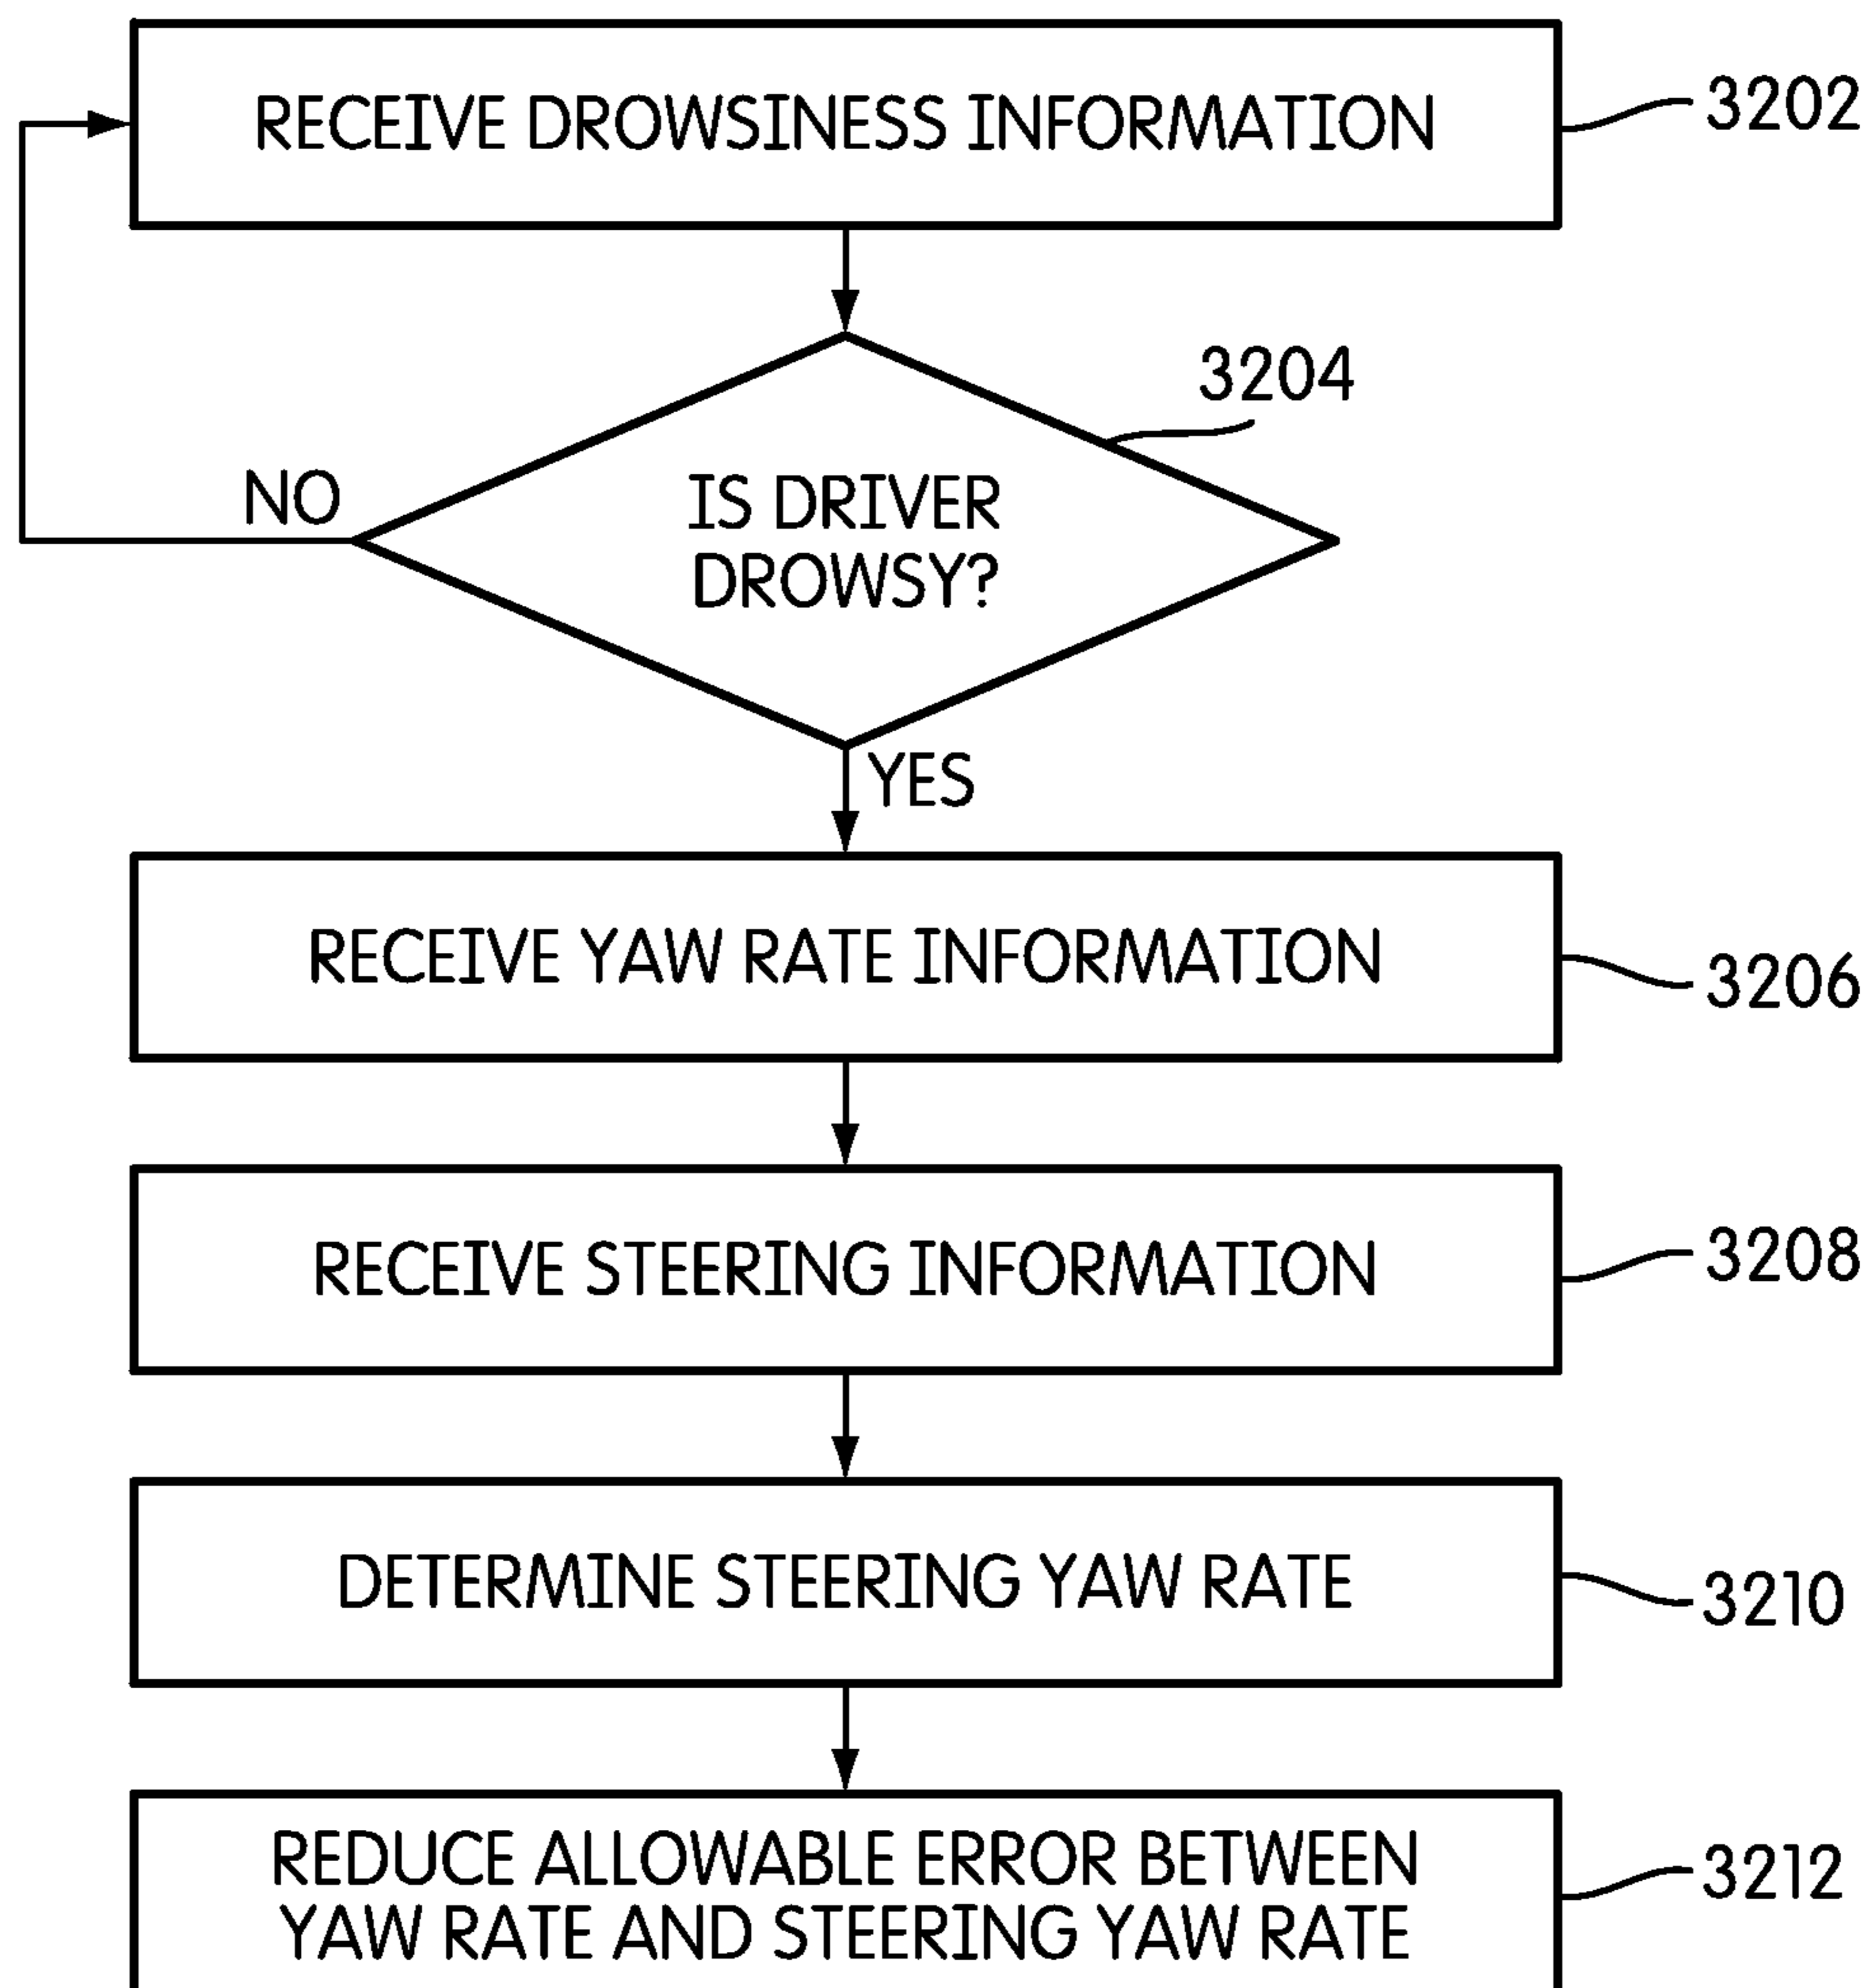 RECEIVE DROWSINESS INFORMATION
3202
3204
IS DRIVER
DROWSY?
NO
YES
RECEIVE YAW RATE INFORMATION
3206
RECEIVE STEERING INFORMATION
3208
DETERMINE STEERING YAW RATE
3210
REDUCE ALLOWABLE ERROR BETWEEN
YAW RATE AND STEERING YAW RATE
3212